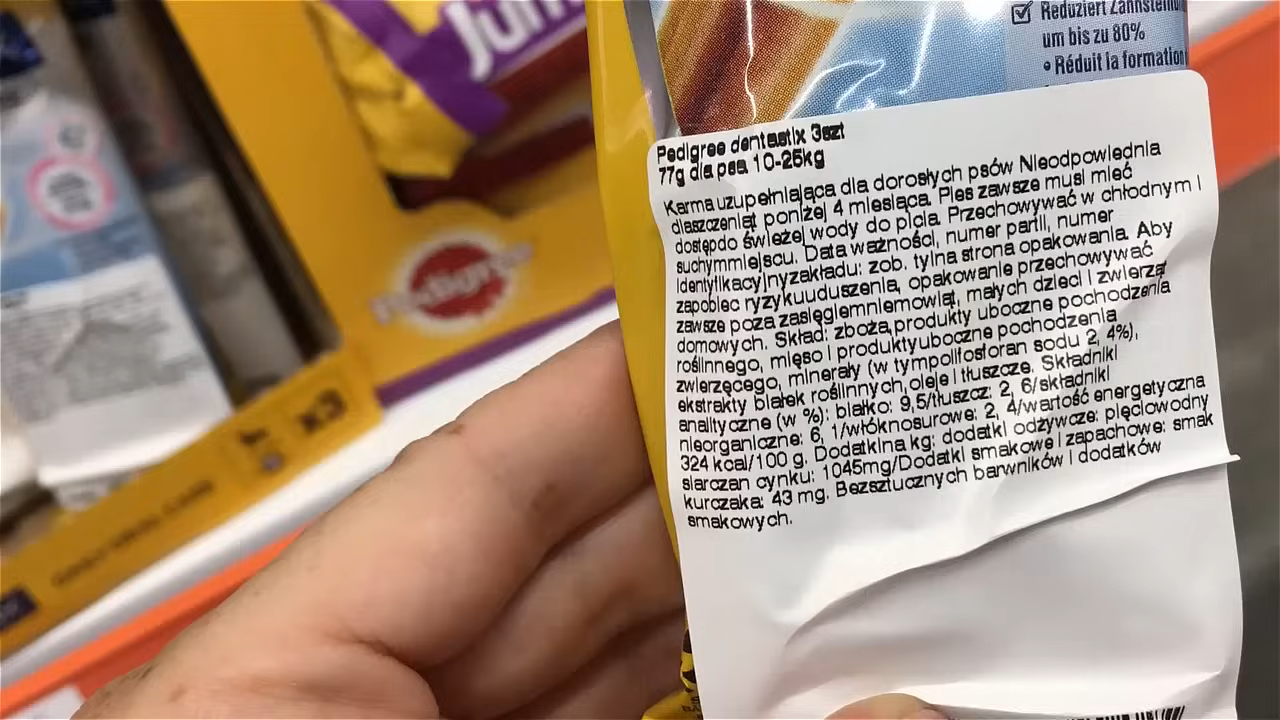 Juni
Reduziert Zahnstein
um bis zu 80%
• Réduit la formation
Pedigree dentastix 3szt
77g dla psa 10-25kg
Karma uzupełniająca dla dorosłych psów Nieodpowiednia
dlaszczeniąt poniżej 4 miesiąca. Pies zawsze musi mieć
dostępdo świeżej wody do picia. Przechowywać w chłodnym i
suchymmiejscu. Data ważności, numer partii, numer
identyfikacyjnyzakładu: zob. tylna strona opakowania. Aby
zapobiec ryzykuuduszenia, opakowanie przechowywać
zawsze poza zasięgiemniemowląt, małych dzieci i zwierząt
domowych. Skład: zboża,produkty uboczne pochodzenia
roślinnego, mięso i produktyuboczne pochodzenia
zwierzęcego, minerały (w tympolifosforan sodu 2, 4%),
ekstrakty białek roślinnych,oleje i tłuszcze. Składniki
analityczne (w %): białko: 9,5/tłuszcz: 2, 6/składniki
nieorganiczne: 6, 1/włóknosurowe: 2, 4/wartość energetyczna
324 kcal/100 g. Dodatkina kg: dodatki odżywcze: pięciowodny
siarczan cynku: 1045mg/Dodatki smakowe i zapachowe: smak
kurczaka: 43 mg. Bezsztucznych barwników i dodatków
smakowych.
Pedigree
x3